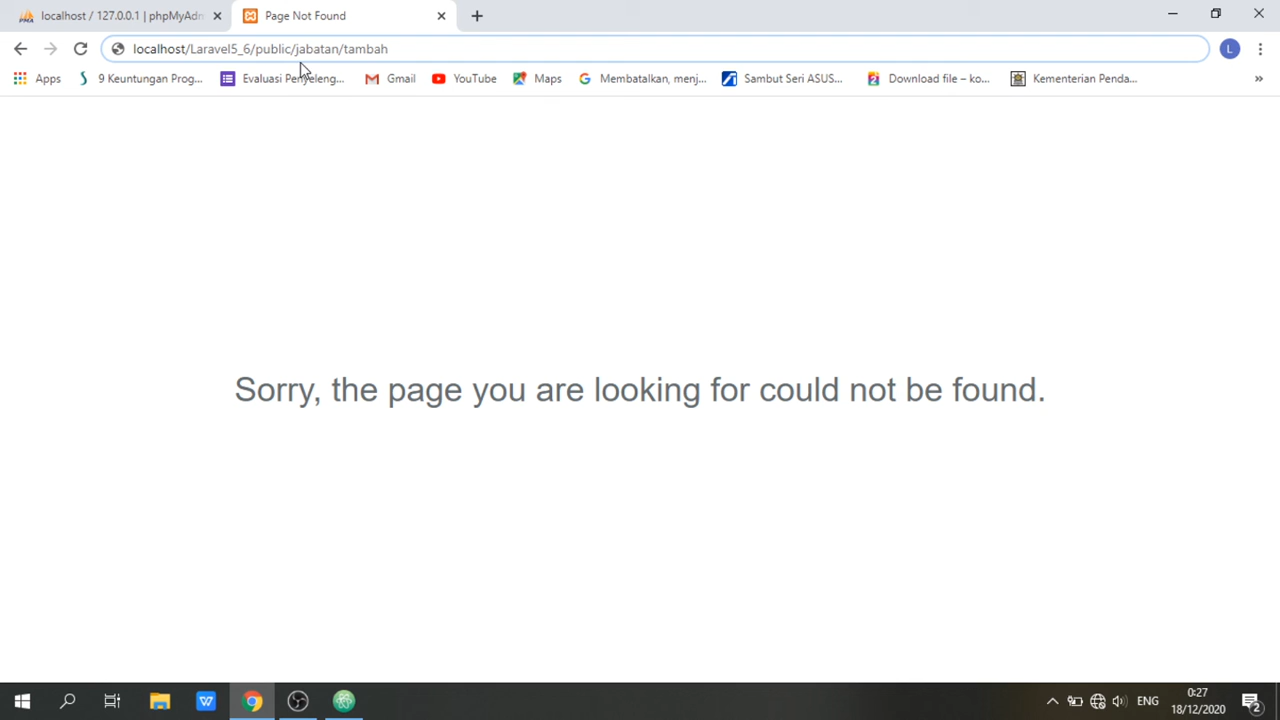 localhost / 127.0.0.1 | phpMyAdm
Page Not Found
localhost/Laravel5_6/public/jabatan/tambah
L
Apps
9 Keuntungan Prog...
Evaluasi Penyeleng...
Gmail
YouTube
Maps
Membatalkan, menj...
Sambut Seri ASUS...
Download file – ko...
Kementerian Penda...
»
Sorry, the page you are looking for could not be found.
ENG
0:27
18/12/2020
2